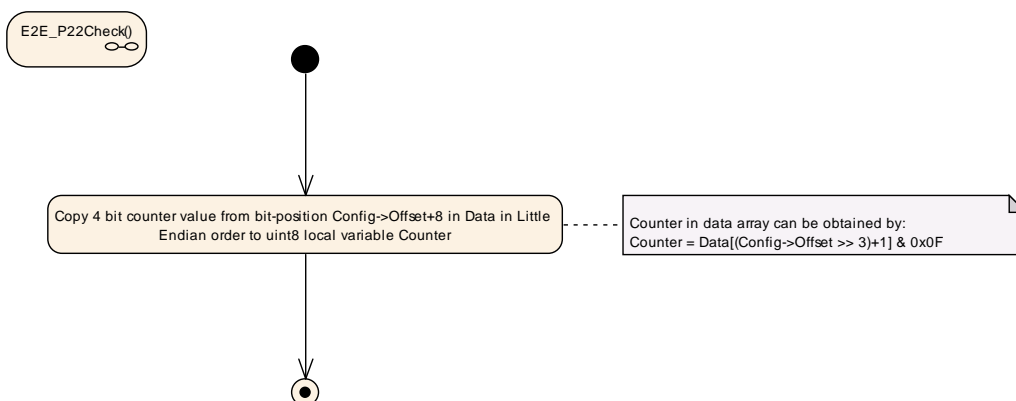 E2E_P22Check()
Copy 4 bit counter value from bit-position Config->Offset+8 in Data in Little
Endian order to uint8 local variable Counter
Counter in data array can be obtained by:
Counter = Data[(Config->Offset >> 3)+1] & 0x0F